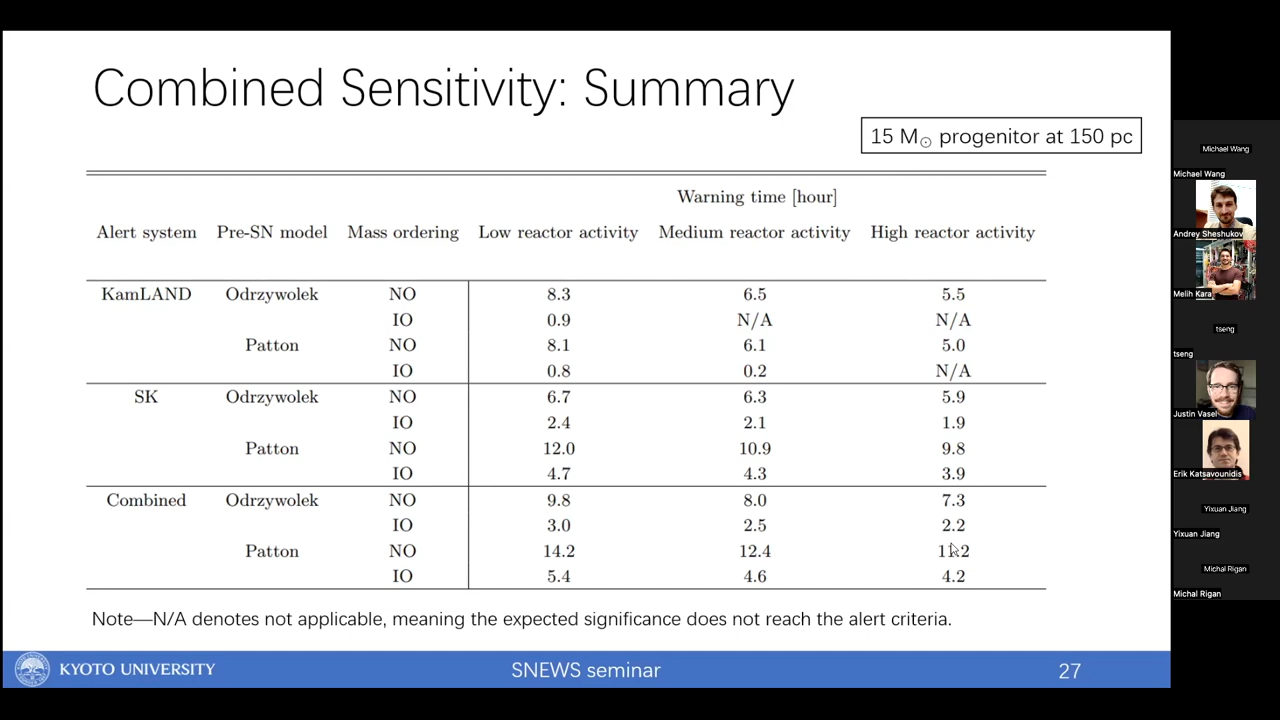 Combined Sensitivity: Summary
15 M⊙ progenitor at 150 pc
Warning time [hour]
Alert system Pre-SN model Mass ordering Low reactor activity Medium reactor activity High reactor activity
KamLAND Odrzywolek NO 8.3 6.5 5.5
IO 0.9 N/A N/A
Patton NO 8.1 6.1 5.0
IO 0.8 0.2 N/A
SK Odrzywolek NO 6.7 6.3 5.9
IO 2.4 2.1 1.9
Patton NO 12.0 10.9 9.8
IO 4.7 4.3 3.9
Combined Odrzywolek NO 9.8 8.0 7.3
IO 3.0 2.5 2.2
Patton NO 14.2 12.4
IO 5.4 4.6 4.2
Note—N/A denotes not applicable, meaning the expected significance does not reach the alert criteria.
KYOTO UNIVERSITY SNEWS seminar 27
Michael Wang
Michael Wang
Andrey Sheshukov
Melih Kara
tseng
tseng
Justin Vasel
Erik Katsavounidis
Yixuan Jiang
Yixuan Jiang
Michal Rigan
Michal Rigan